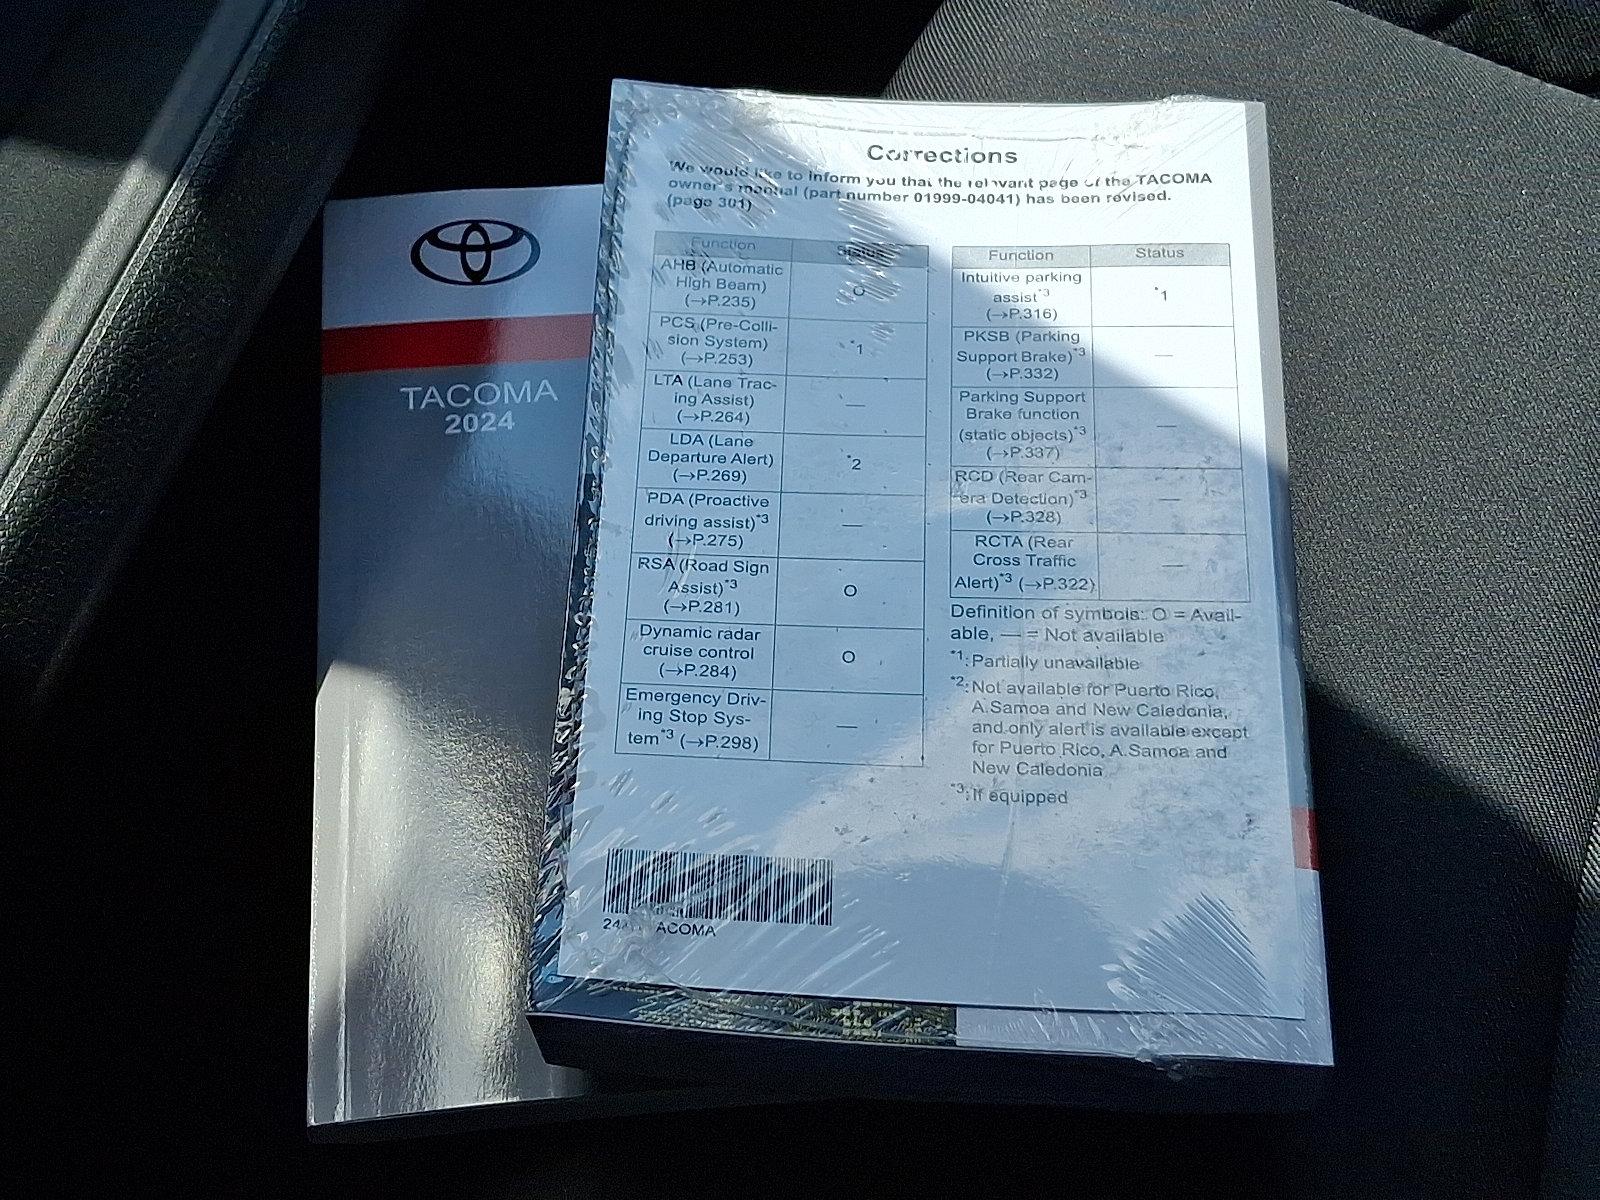 TACOMA
2024
Corrections
We would like to inform you that the relevant page of the TACOMA
owner's manual (part number 01999-04041) has been revised.
(page 301)
Function Status
AHB (Automatic
High Beam)
(→P.235)
O
PCS (Pre-Colli-
sion System)
(→P.253)
*1
LTA (Lane Trac-
ing Assist)
(→P.264)
—
LDA (Lane
Departure Alert)
(→P.269)
*2
PDA (Proactive
driving assist)*3
(→P.275)
—
RSA (Road Sign
Assist)*3
(→P.281)
O
Dynamic radar
cruise control
(→P.284)
O
Emergency Driv-
ing Stop Sys-
tem*3 (→P.298)
—
Function Status
Intuitive parking
assist*3
(→P.316)
*1
PKSB (Parking
Support Brake)*3
(→P.332)
—
Parking Support
Brake function
(static objects)*3
(→P.337)
—
RCD (Rear Cam-
era Detection)*3
(→P.328)
—
RCTA (Rear
Cross Traffic
Alert)*3 (→P.322)
—
Definition of symbols: O = Avail-
able, — = Not available
*1: Partially unavailable
*2: Not available for Puerto Rico,
A.Samoa and New Caledonia,
and only alert is available except
for Puerto Rico, A.Samoa and
New Caledonia
*3: If equipped